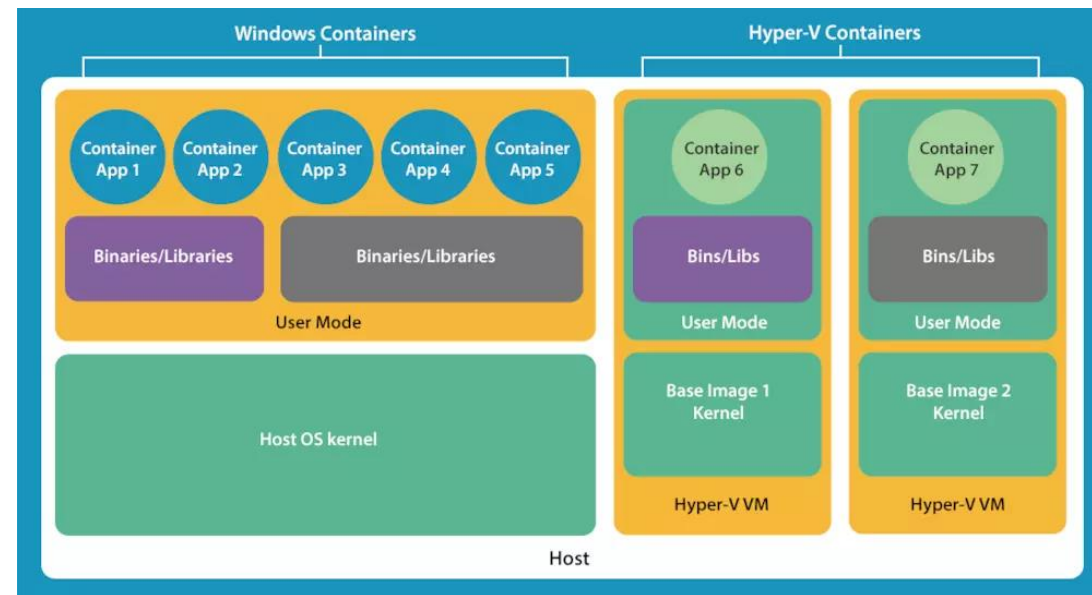 Windows Containers
Hyper-V Containers
Container
App 1
Container
App 2
Container
App 3
Container
App 4
Container
App 5
Container
App 6
Container
App 7
Binaries/Libraries
Binaries/Libraries
Bins/Libs
Bins/Libs
User Mode
User Mode
User Mode
Host OS kernel
Base Image 1
Kernel
Base Image 2
Kernel
Hyper-V VM
Hyper-V VM
Host